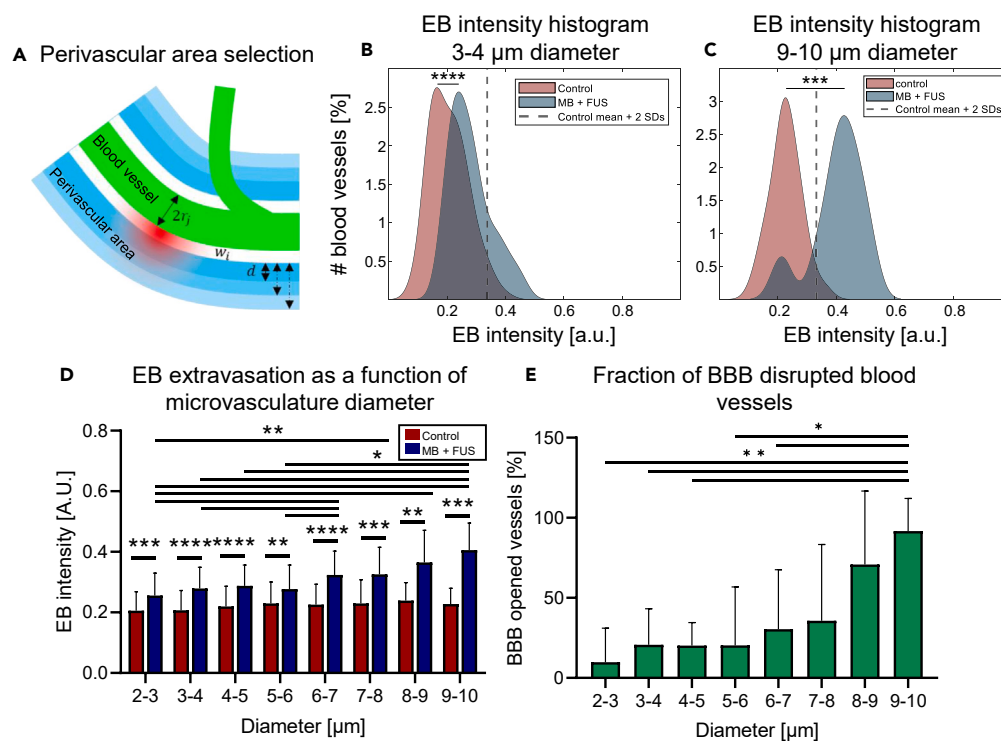 A Perivascular area selection
Blood vessel
Perivascular area
2rⱼ
wᵢ
d
EB intensity histogram
B 3-4 µm diameter
****
Control
MB + FUS
Control mean + 2 SDs
# blood vessels [%]
2.5
2
1.5
1
0.5
0.2 0.4 0.6 0.8
EB intensity [a.u.]
EB intensity histogram
C 9-10 µm diameter
***
control
MB + FUS
Control mean + 2 SDs
3
2.5
2
1.5
1
0.5
0.2 0.4 0.6 0.8
EB intensity [a.u.]
D EB extravasation as a function of
microvasculature diameter
Control
MB + FUS
**
*
*** **** **** ** **** *** ** ***
EB intensity [A.U.]
0.8
0.6
0.4
0.2
0.0
2-3 3-4 4-5 5-6 6-7 7-8 8-9 9-10
Diameter [µm]
E Fraction of BBB disrupted blood
vessels
*
**
BBB opened vessels [%]
150
100
50
0
2-3 3-4 4-5 5-6 6-7 7-8 8-9 9-10
Diameter [µm]